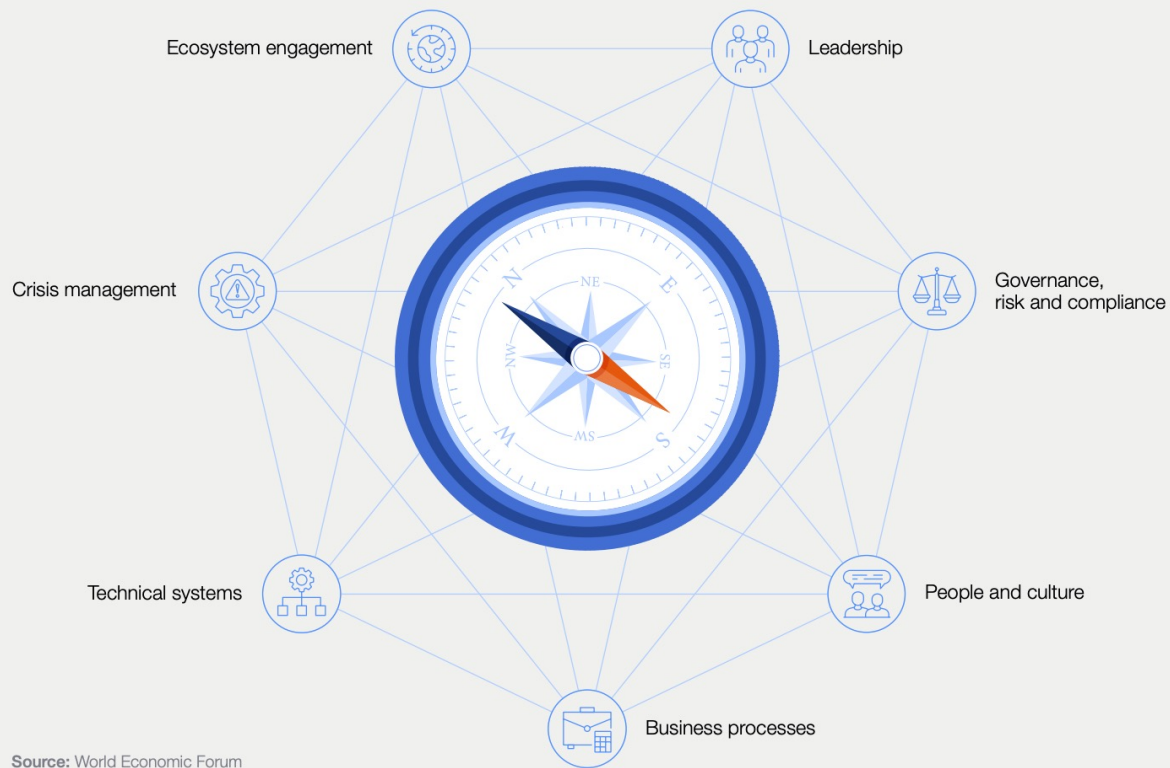 Ecosystem engagement
Leadership
Crisis management
Governance,
risk and compliance
N
NE
E
NW
SE
W
SW
S
Technical systems
People and culture
Business processes
Source: World Economic Forum